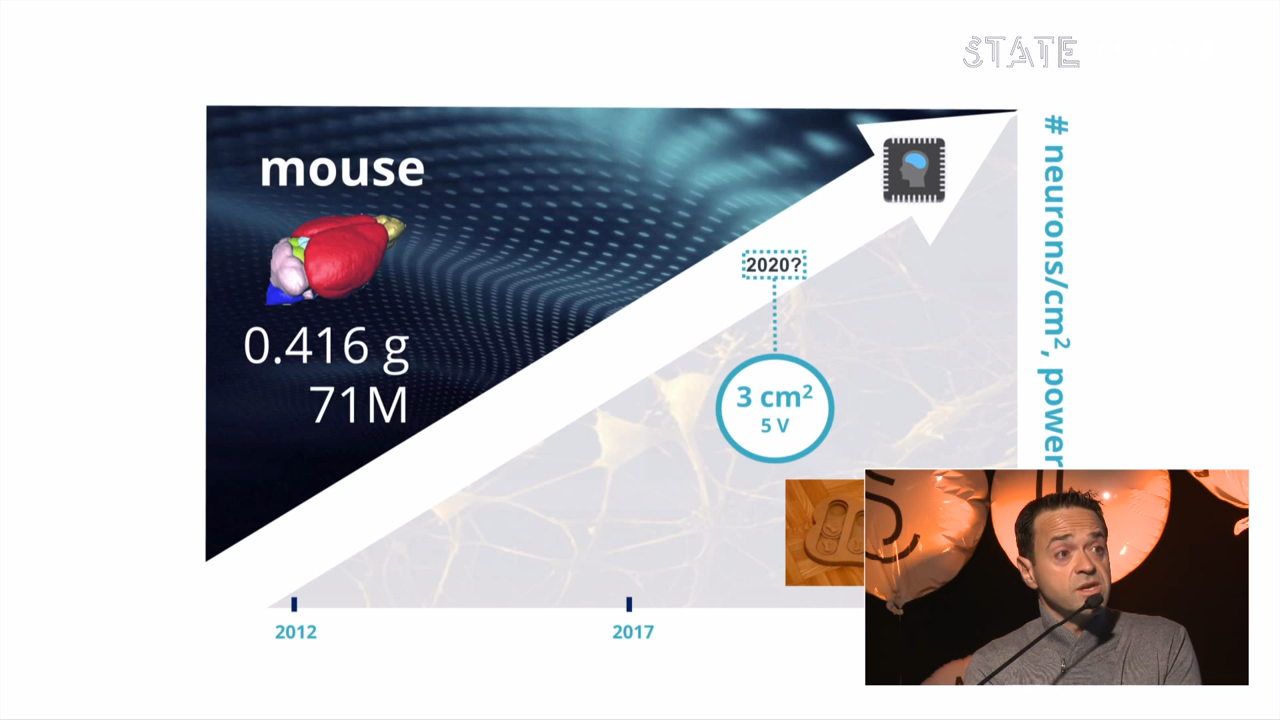 STATE
mouse
0.416 g
71M
2020?
3 cm²
5 V
# neurons/cm², power
2012
2017